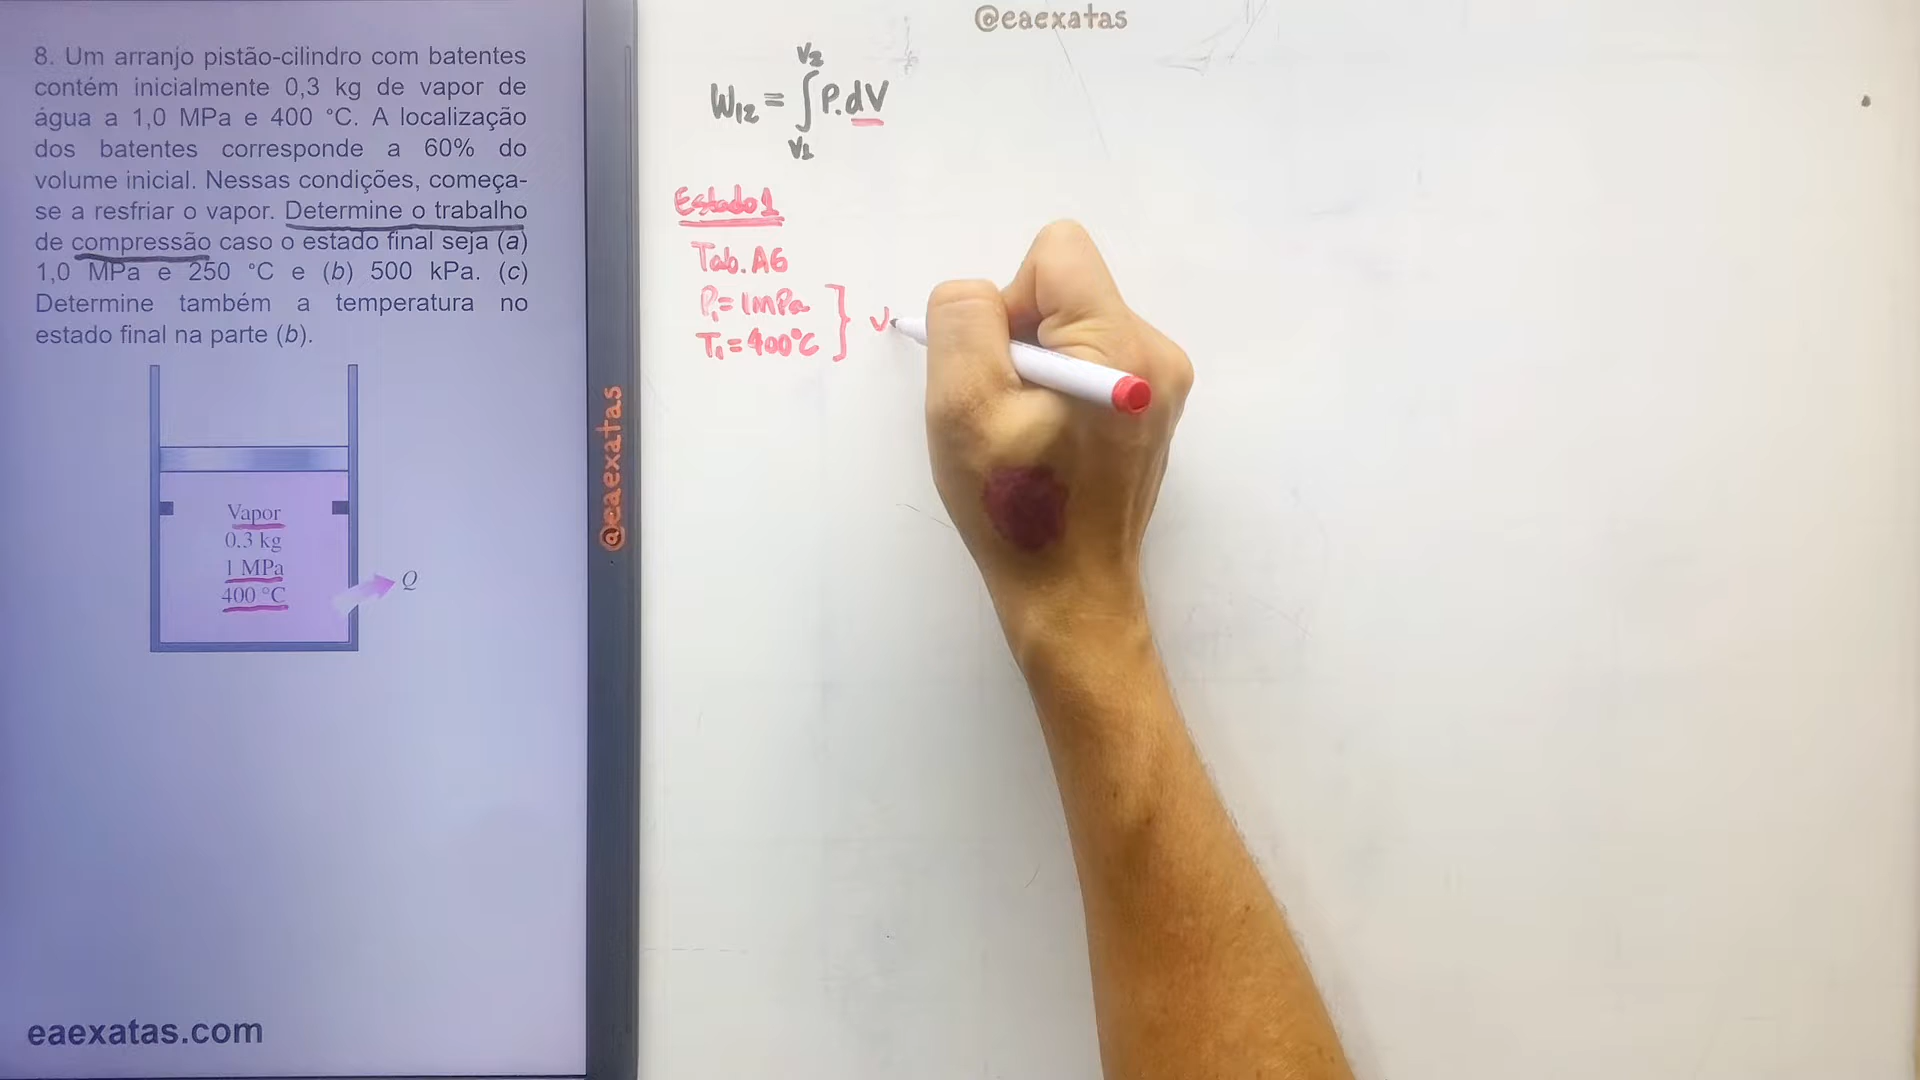 8. Um arranjo pistão-cilindro com batentes
contém inicialmente 0,3 kg de vapor de
água a 1,0 MPa e 400 °C. A localização
dos batentes corresponde a 60% do
volume inicial. Nessas condições, começa-
se a resfriar o vapor. Determine o trabalho
de compressão caso o estado final seja (a)
1,0 MPa e 250 °C e (b) 500 kPa. (c)
Determine também a temperatura no
estado final na parte (b).
Vapor
0.3 kg
1 MPa
400 °C
Q
eaexatas.com
@eaexatas
@eaexatas
W12 = ∫ P.dV
V2
V1
Estado 1
Tab. A6
P1 = 1MPa
T1 = 400°C
} V